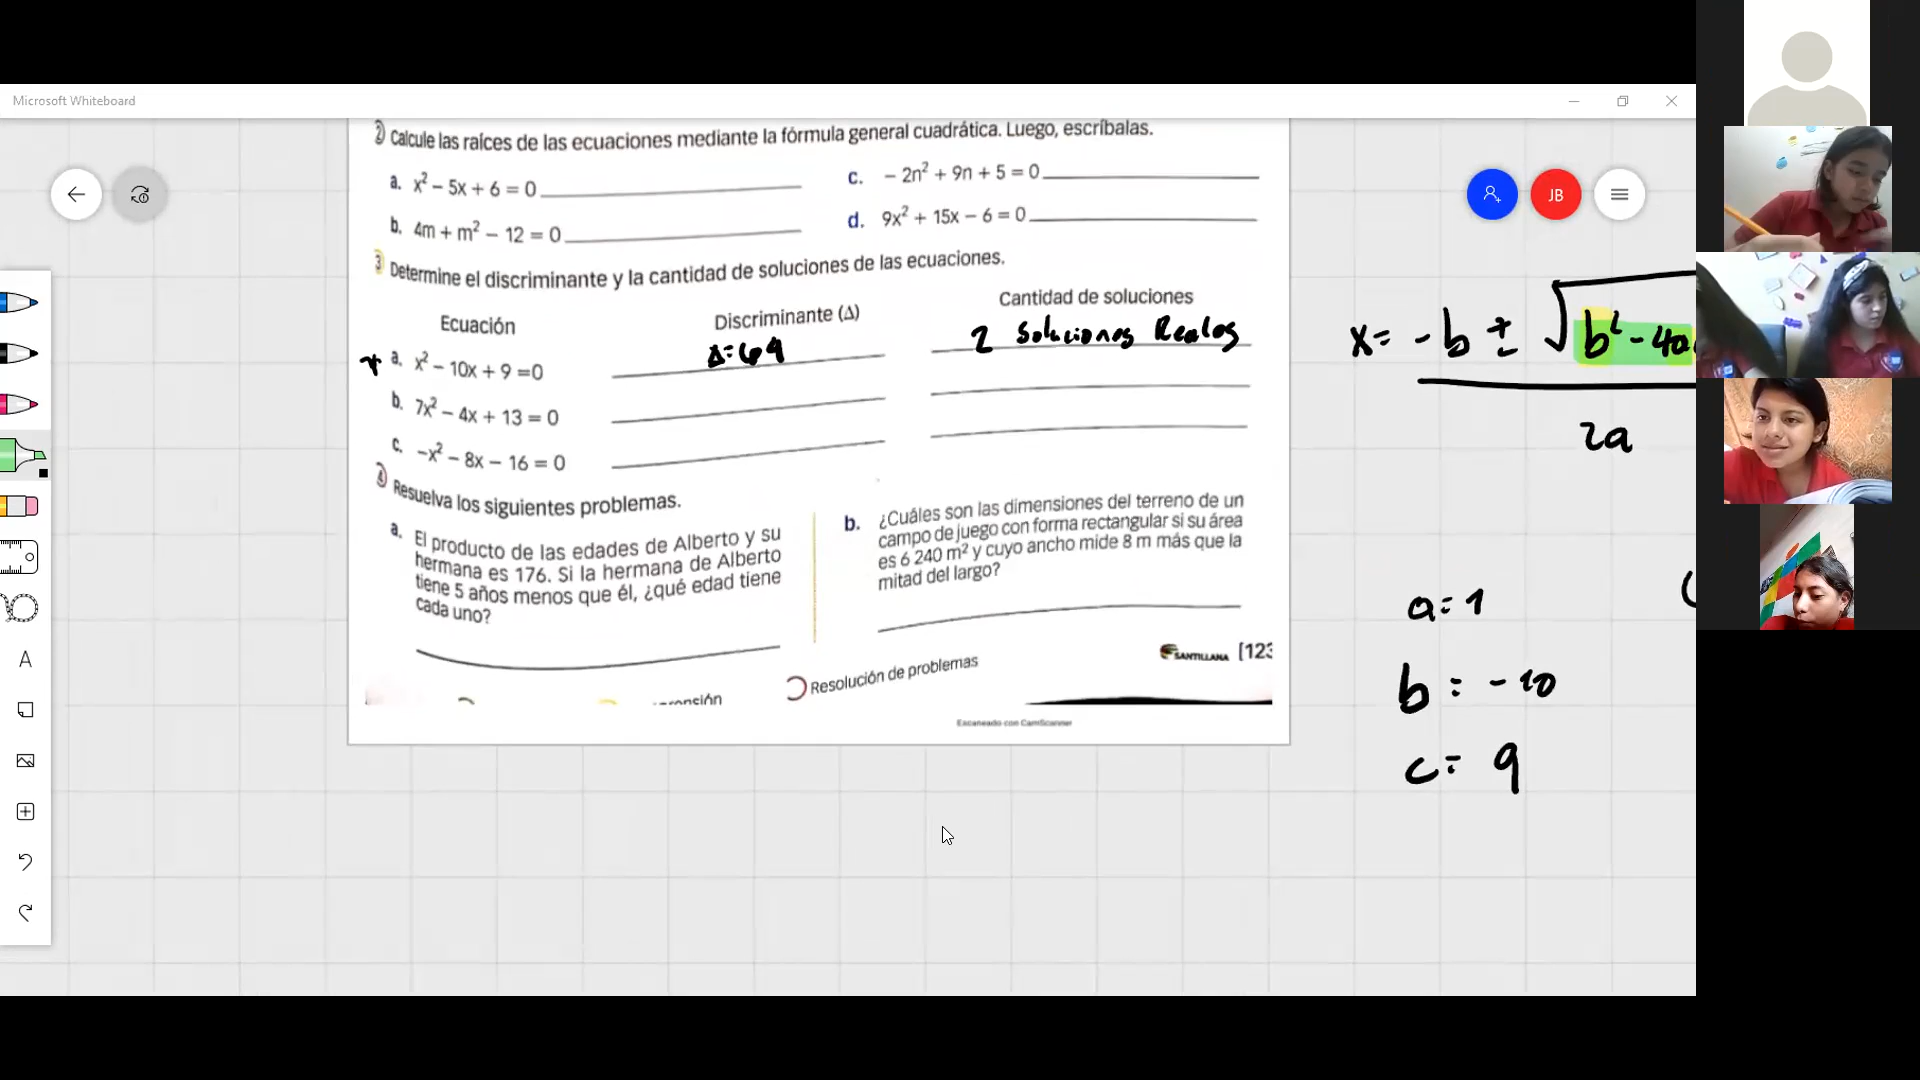 Microsoft Whiteboard
2 Calcule las raíces de las ecuaciones mediante la fórmula general cuadrática. Luego, escríbalas.
a. x² – 5x + 6 = 0
b. 4m + m² – 12 = 0
c. – 2n² + 9n + 5 = 0
d. 9x² + 15x – 6 = 0
3 Determine el discriminante y la cantidad de soluciones de las ecuaciones.
Ecuación
Discriminante (Δ)
Cantidad de soluciones
a. x² – 10x + 9 =0
Δ=64
2 Soluciones Reales
b. 7x² – 4x + 13 = 0
c. –x² – 8x – 16 = 0
4 Resuelva los siguientes problemas.
a. El producto de las edades de Alberto y su
hermana es 176. Si la hermana de Alberto
tiene 5 años menos que él, ¿qué edad tiene
cada uno?
b. ¿Cuáles son las dimensiones del terreno de un
campo de juego con forma rectangular si su área
es 6 240 m² y cuyo ancho mide 8 m más que la
mitad del largo?
SANTILLANA [123
Resolución de problemas
Escaneado con CamScanner
JB
x= -b ± √b² - 4a
2a
a=1
b = -10
c= 9
A